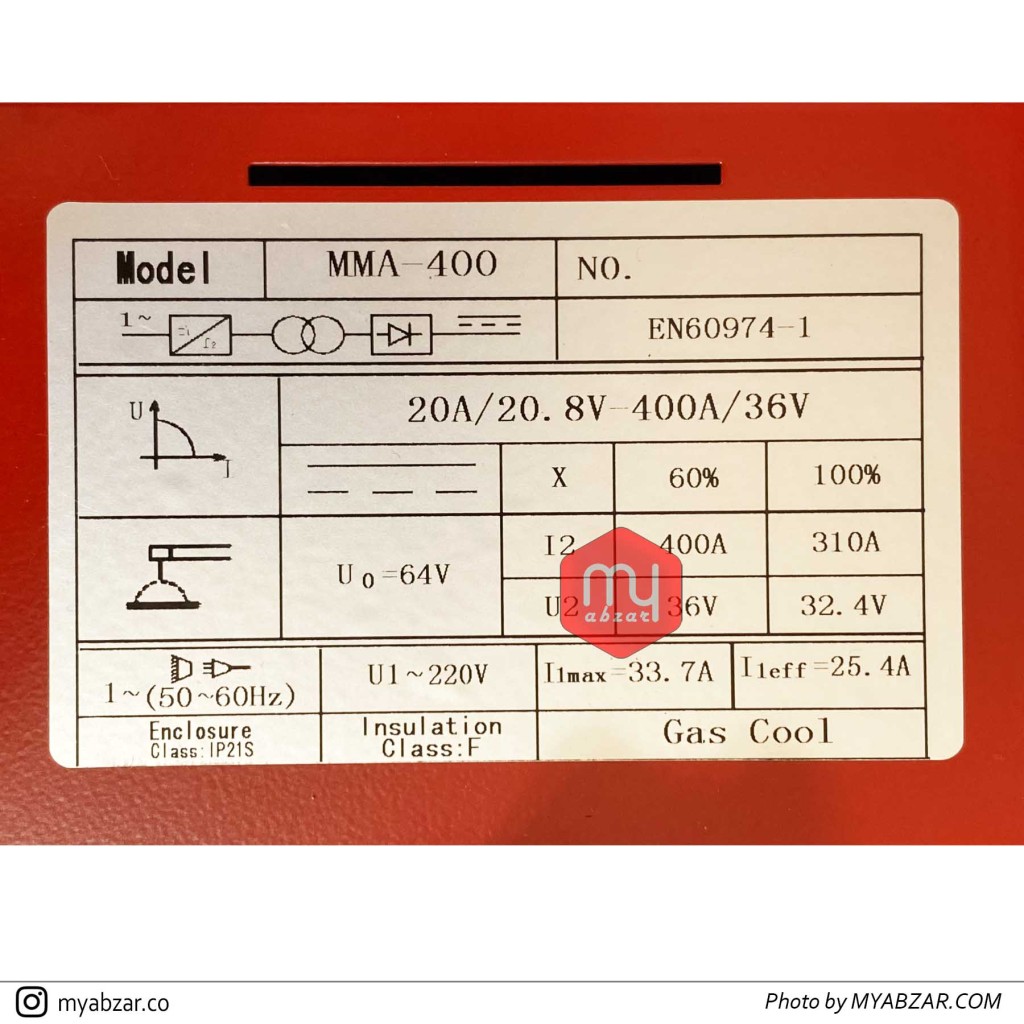 Model MMA-400 NO.
1~ EN60974-1
U I 20A/20.8V-400A/36V
X 60% 100%
I2 400A 310A
U0=64V
U2 36V 32.4V
my
abzar
1~(50~60Hz) U1~220V I1max=33.7A I1eff=25.4A
Enclosure
Class:IP21S
Insulation
Class:F
Gas Cool
myabzar.co
Photo by MYABZAR.COM